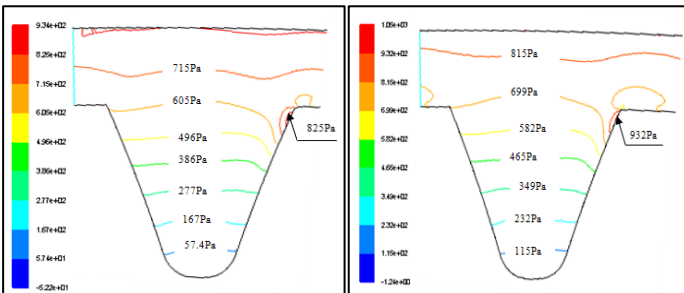 9.34e+02
8.25e+02
7.15e+02
6.05e+02
4.96e+02
3.86e+02
2.77e+02
1.67e+02
5.74e+01
-5.22e+01
715Pa
605Pa
825Pa
496Pa
386Pa
277Pa
167Pa
57.4Pa
1.05e+03
9.32e+02
8.15e+02
6.99e+02
5.82e+02
4.65e+02
3.49e+02
2.32e+02
1.15e+02
-1.24e+00
815Pa
699Pa
932Pa
582Pa
465Pa
349Pa
232Pa
115Pa